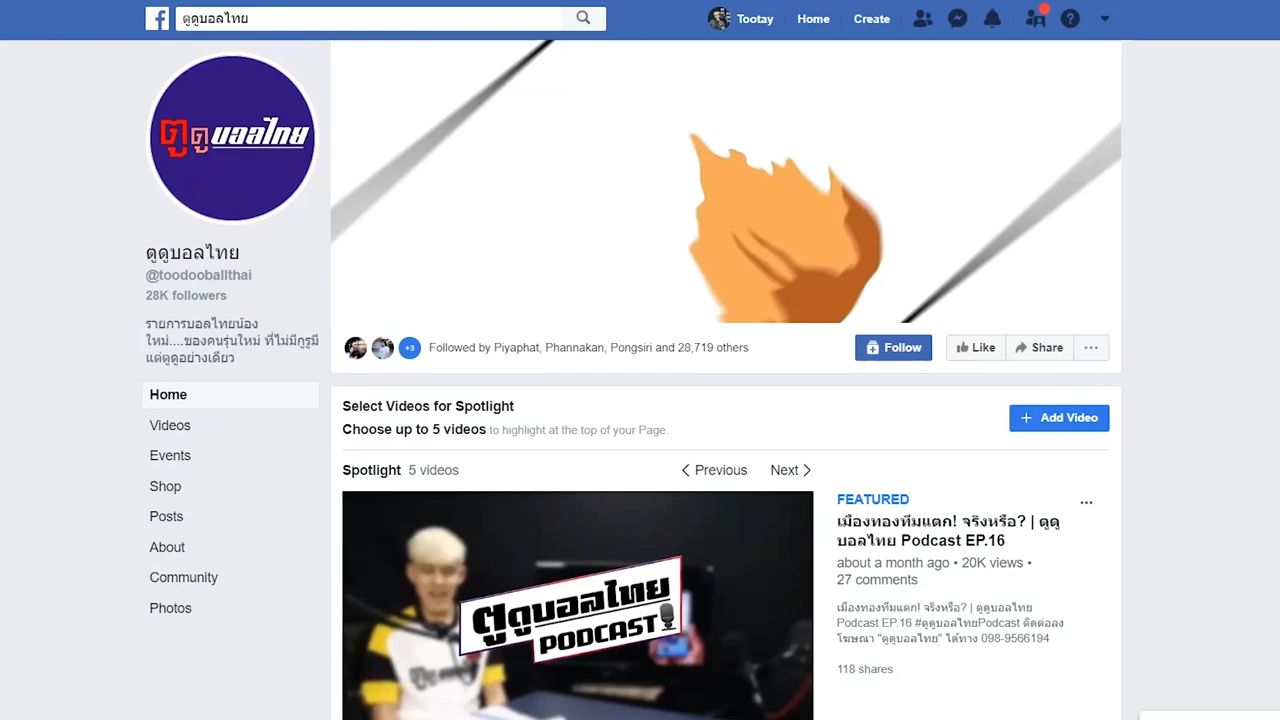 ตูดูบอลไทย
Tootay
Home
Create
ตูดูบอลไทย
ตูดูบอลไทย
@toodooballthai
28K followers
รายการบอลไทยน้อง
ใหม่....ของคนรุ่นใหม่ ที่ไม่มีกูรูมี
แต่ตูดูอย่างเดียว
Home
Videos
Events
Shop
Posts
About
Community
Photos
+3
Followed by Piyaphat, Phannakan, Pongsiri and 28,719 others
Follow
Like
Share
Select Videos for Spotlight
Choose up to 5 videos to highlight at the top of your Page.
+ Add Video
Spotlight 5 videos
Previous
Next
ตูดูบอลไทย
PODCAST
ตูดูบอลไทย
FEATURED
เมืองทองทีมแตก! จริงหรือ? | ตูดู
บอลไทย Podcast EP.16
about a month ago • 20K views •
27 comments
เมืองทองทีมแตก! จริงหรือ? | ตูดูบอลไทย
Podcast EP.16 #ตูดูบอลไทยPodcast ติดต่อลง
โฆษณา "ตูดูบอลไทย" ได้ทาง 098-9566194
118 shares